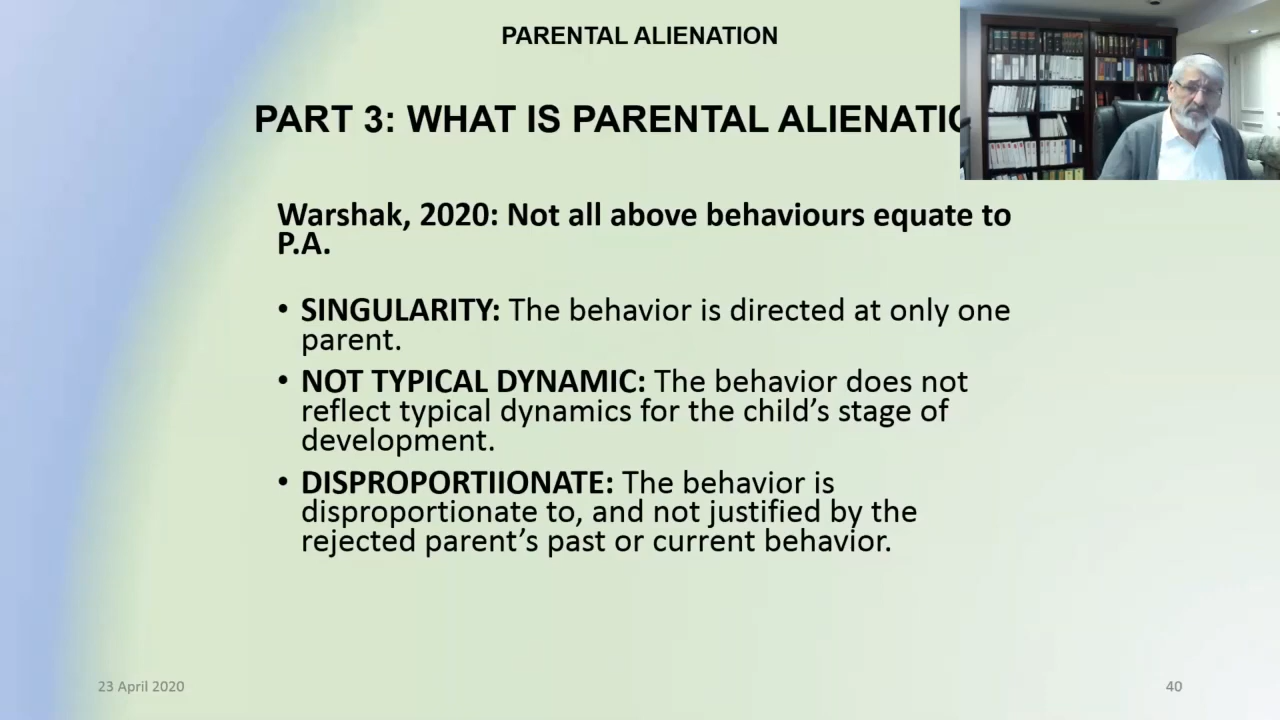 PARENTAL ALIENATION
PART 3: WHAT IS PARENTAL ALIENATIO
Warshak, 2020: Not all above behaviours equate to
P.A.
• SINGULARITY: The behavior is directed at only one
parent.
• NOT TYPICAL DYNAMIC: The behavior does not
reflect typical dynamics for the child’s stage of
development.
• DISPROPORTIIONATE: The behavior is
disproportionate to, and not justified by the
rejected parent’s past or current behavior.
23 April 2020
40